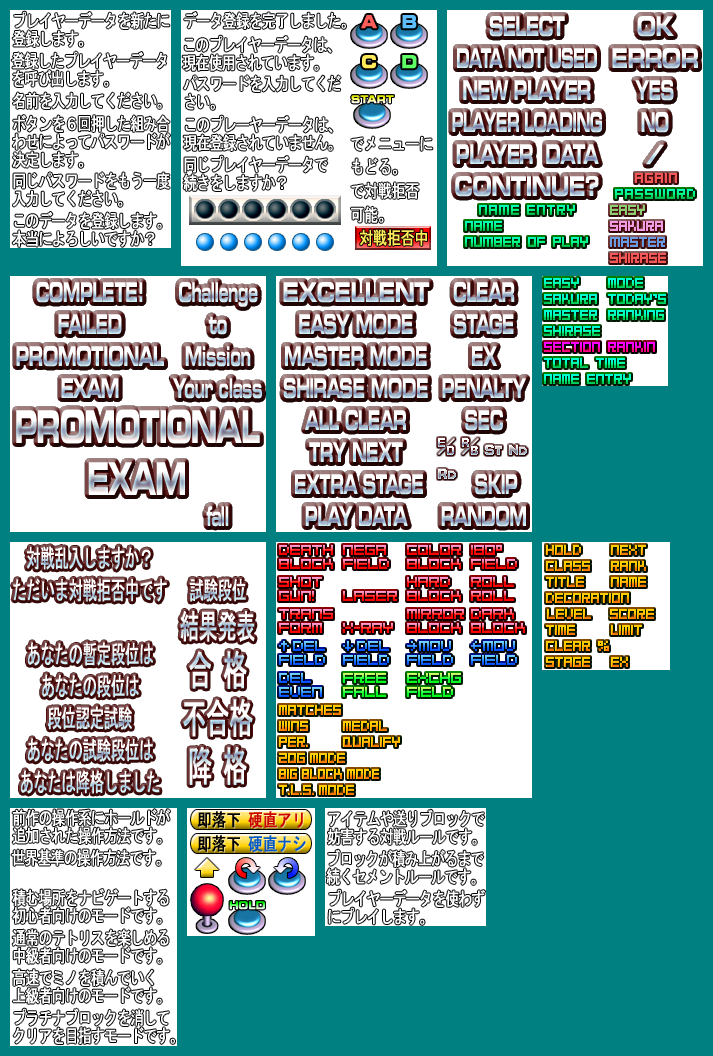 プレイヤーデータを新たに
登録します。
登録したプレイヤーデータ
を呼び出します。
名前を入力してください。
ボタンを６回押した組み合
わせによってパスワードが
決定します。
同じパスワードをもう一度
入力してください。
このデータを登録します。
本当によろしいですか？
データ登録を完了しました。
このプレイヤーデータは、
現在使用されています。
パスワードを入力してくだ
さい。
このプレーヤーデータは、
現在登録されていません。
同じプレイヤーデータで
続きをしますか？
A B
C D
START
でメニューに
もどる。
で対戦拒否
可能。
対戦拒否中
SELECT OK
DATA NOT USED ERROR
NEW PLAYER YES
PLAYER LOADING NO
PLAYER DATA /
CONTINUE? AGAIN
PASSWORD
NAME ENTRY EASY
NAME SAKURA
NUMBER OF PLAY MASTER
SHIRASE
COMPLETE! Challenge
FAILED to
PROMOTIONAL Mission
EXAM Your class
PROMOTIONAL
EXAM
fall
EXCELLENT CLEAR
EASY MODE STAGE
MASTER MODE EX
SHIRASE MODE PENALTY
ALL CLEAR SEC
TRY NEXT E/D R/B ST ND
RD
EXTRA STAGE SKIP
PLAY DATA RANDOM
EASY MODE
SAKURA TODAY'S
MASTER RANKING
SHIRASE
SECTION RANKIN
TOTAL TIME
NAME ENTRY
対戦乱入しますか？
ただいま対戦拒否中です 試験段位
結果発表
あなたの暫定段位は 合 格
あなたの段位は
段位認定試験 不合格
あなたの試験段位は 降 格
あなたは降格しました
DEATH NEGA COLOR 180°
BLOCK FIELD BLOCK FIELD
SHOT HARD ROLL
GUN! LASER BLOCK ROLL
TRANS MIRROR DARK
FORM X-RAY BLOCK BLOCK
↑DEL ↓DEL ←MOV →MOV
FIELD FIELD FIELD FIELD
DEL FREE EXCHG
EVEN FALL FIELD
MATCHES
WINS MEDAL
PER. QUALIFY
20G MODE
BIG BLOCK MODE
T.L.S. MODE
HOLD NEXT
CLASS RANK
TITLE NAME
DECORATION
LEVEL SCORE
TIME LIMIT
CLEAR %
STAGE EX
前作の操作系にホールドが
追加された操作方法です。
世界基準の操作方法です。
積む場所をナビゲートする
初心者向けのモードです。
通常のテトリスを楽しめる
中級者向けのモードです。
高速でミノを積んでいく
上級者向けのモードです。
プラチナブロックを消して
クリアを目指すモードです。
即落下 硬直アリ
即落下 硬直ナシ
HOLD
アイテムや送りブロックで
妨害する対戦ルールです。
ブロックが積み上がるまで
続くセメントルールです。
プレイヤーデータを使わず
にプレイします。